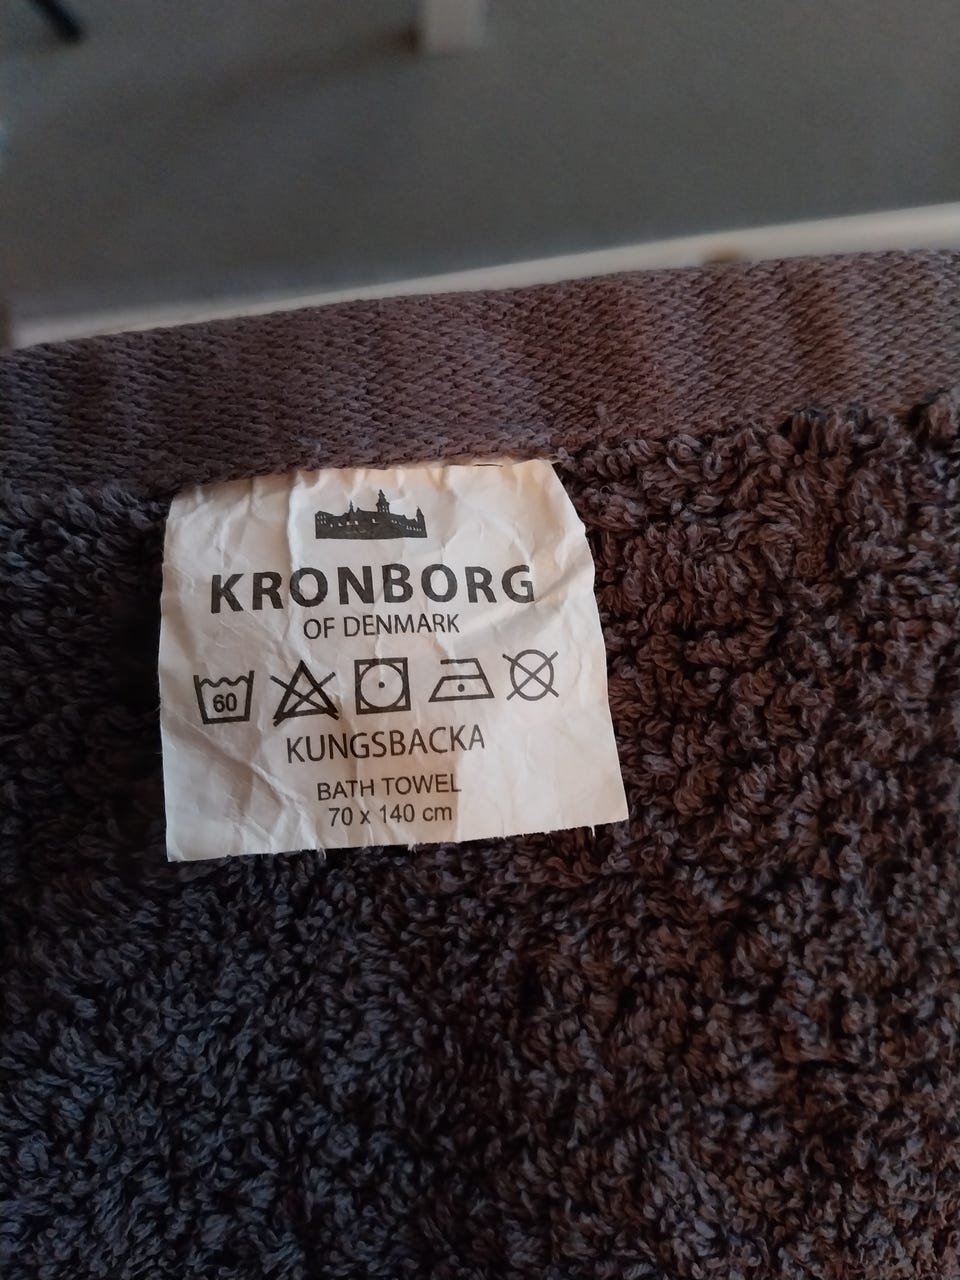 KRONBORG
OF DENMARK
60
KUNGSBACKA
BATH TOWEL
70 x 140 cm